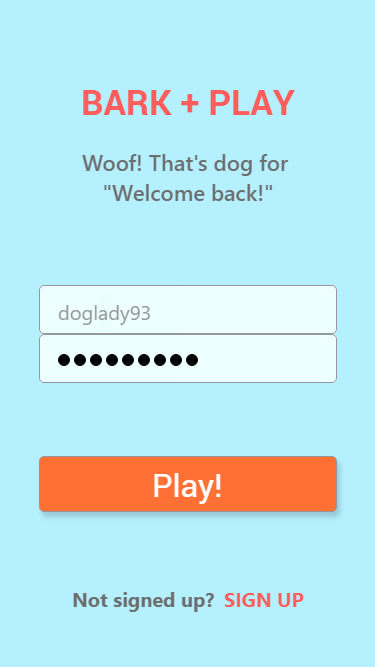 BARK + PLAY
Woof! That's dog for
"Welcome back!"
doglady93
●●●●●●●●●
Play!
Not signed up? SIGN UP